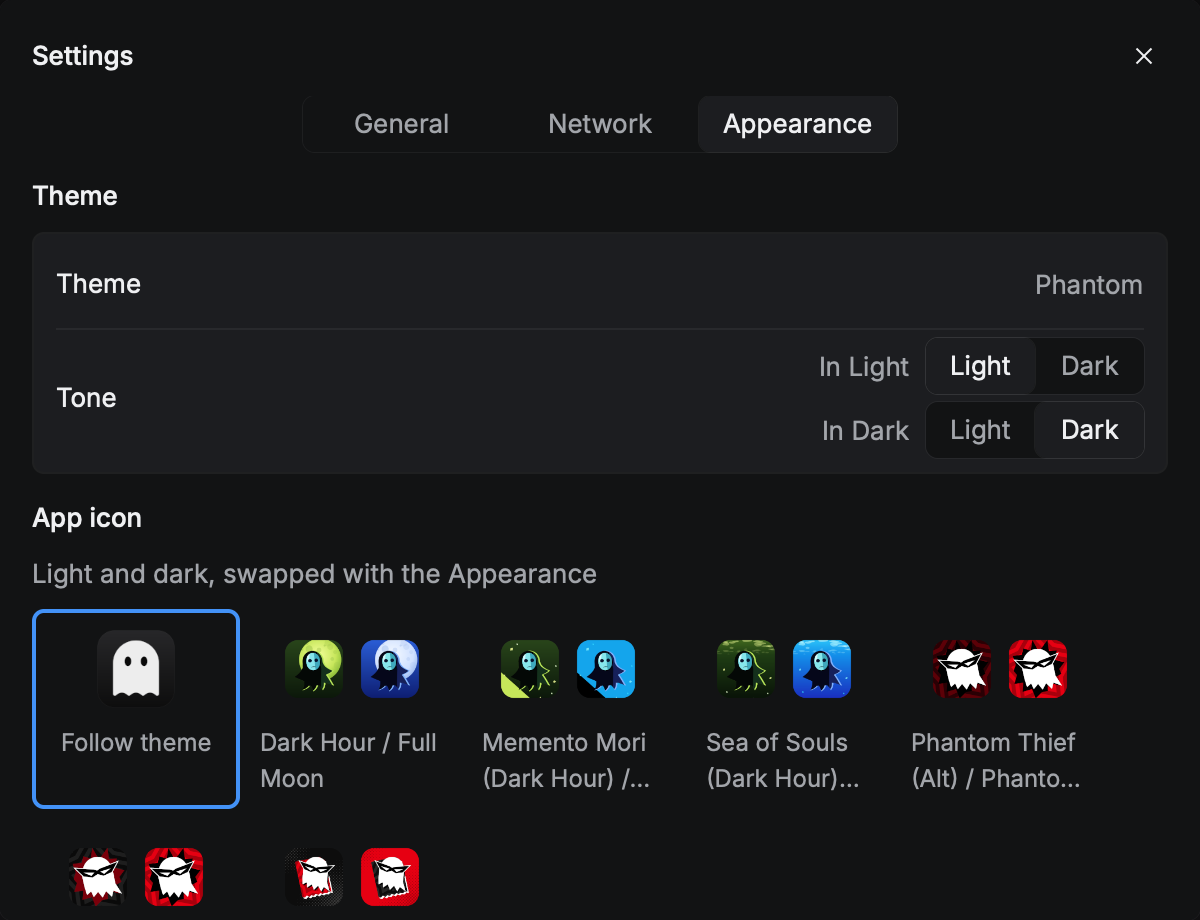 Settings
General Network Appearance
Theme
Theme Phantom
Tone
In Light Light Dark
In Dark Light Dark
App icon
Light and dark, swapped with the Appearance
Follow theme
Dark Hour / Full
Moon
Memento Mori
(Dark Hour) /...
Sea of Souls
(Dark Hour)...
Phantom Thief
(Alt) / Phanto...